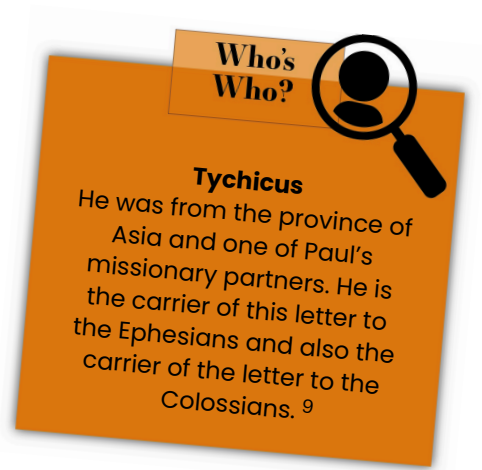 Who's
Who?
Tychicus
He was from the province of
Asia and one of Paul's
missionary partners. He is
the carrier of this letter to
the Ephesians and also the
carrier of the letter to the
Colossians. 9